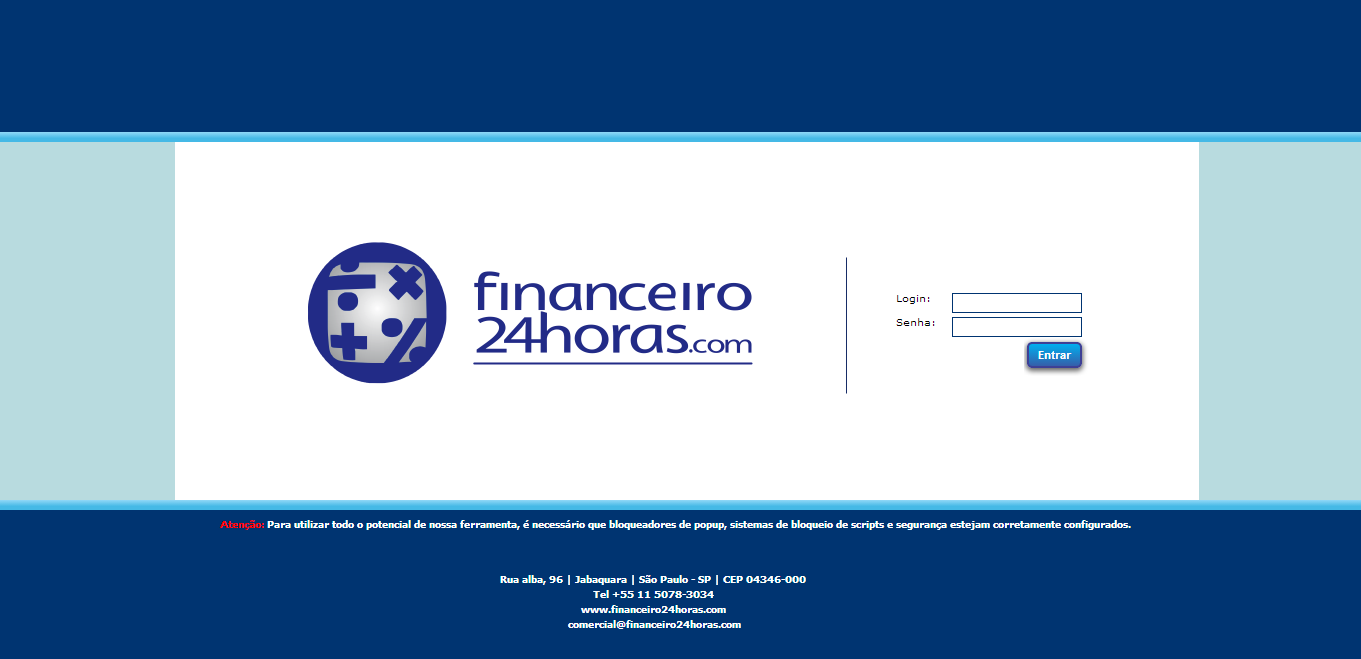 financeiro
24horas.com
Login:
Senha:
Entrar
Atenção: Para utilizar todo o potencial de nossa ferramenta, é necessário que bloqueadores de popup, sistemas de bloqueio de scripts e segurança estejam corretamente configurados.
Rua alba, 96 | Jabaquara | São Paulo - SP | CEP 04346-000
Tel +55 11 5078-3034
www.financeiro24horas.com
comercial@financeiro24horas.com